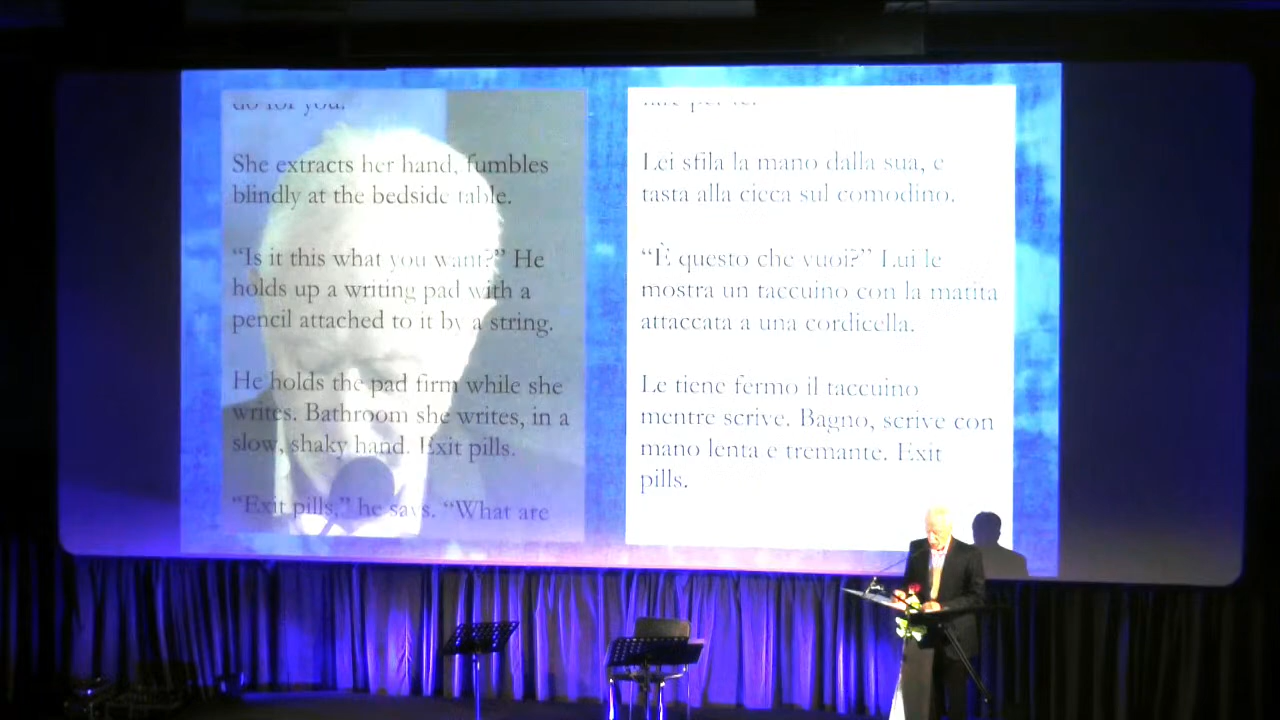 do for you.
She extracts her hand, fumbles
blindly at the bedside table.
“Is it this what you want?” He
holds up a writing pad with a
pencil attached to it by a string.
He holds the pad firm while she
writes. Bathroom she writes, in a
slow, shaky hand. Exit pills.
“Exit pills,” he says. “What are
Lei sfila la mano dalla sua, e
tasta alla cieca sul comodino.
“È questo che vuoi?” Lui le
mostra un taccuino con la matita
attaccata a una cordicella.
Le tiene fermo il taccuino
mentre scrive. Bagno, scrive con
mano lenta e tremante. Exit
pills.